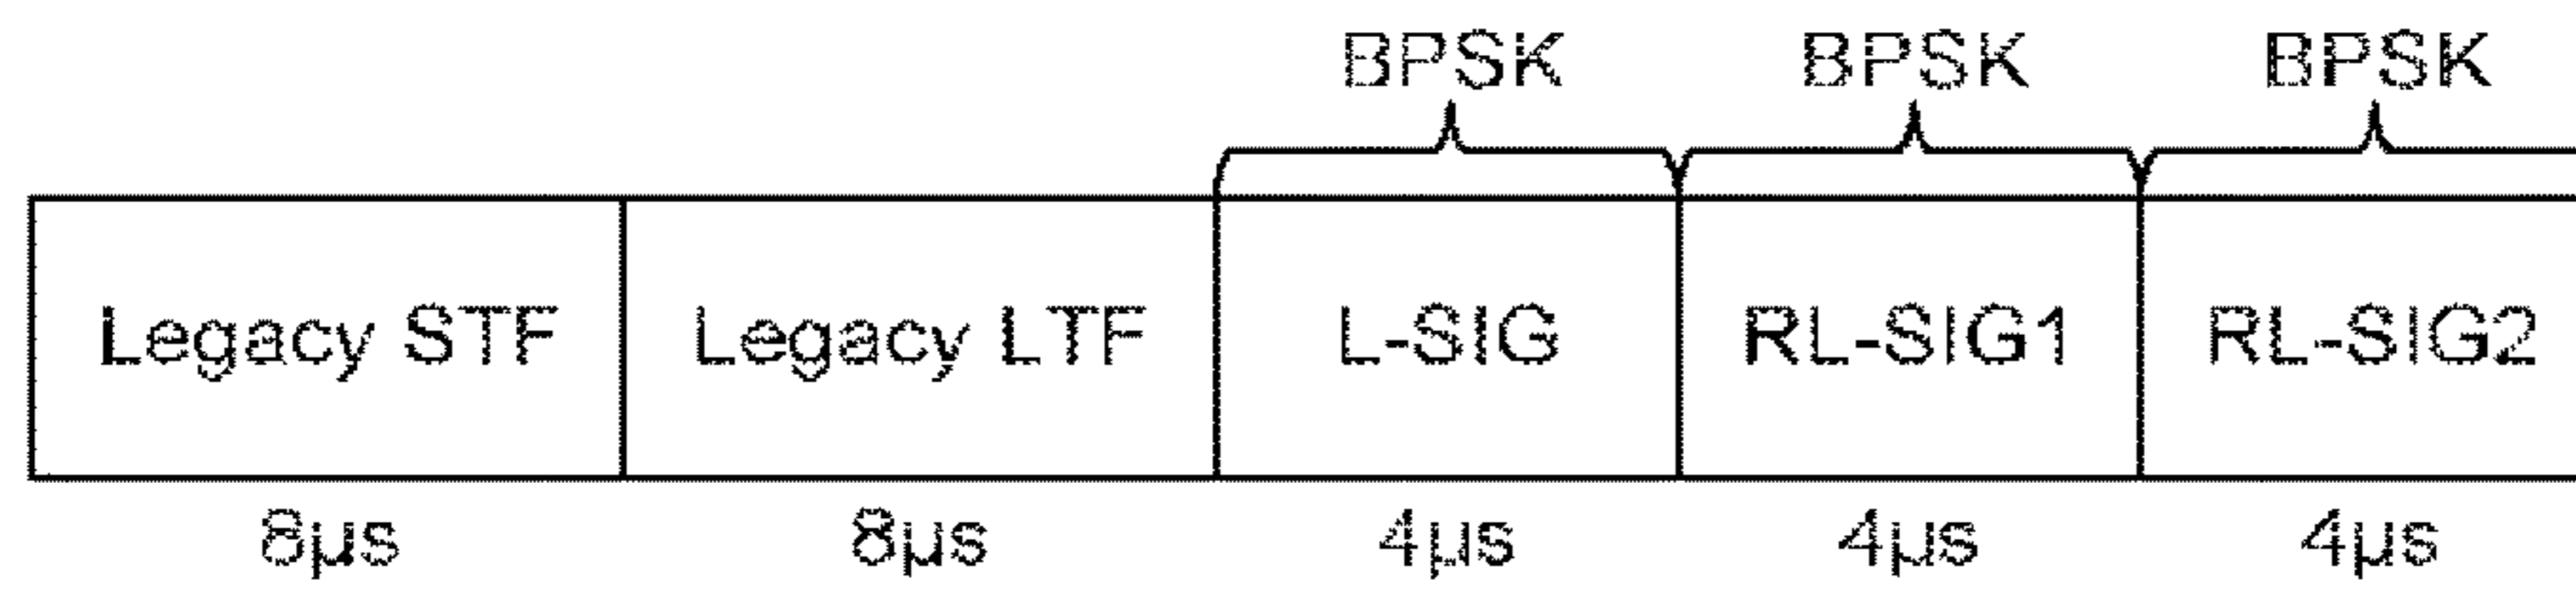 BPSK BPSK BPSK
Legacy STF Legacy LTF L-SIG RL-SIG1 RL-SIG2
8µs 8µs 4µs 4µs 4µs